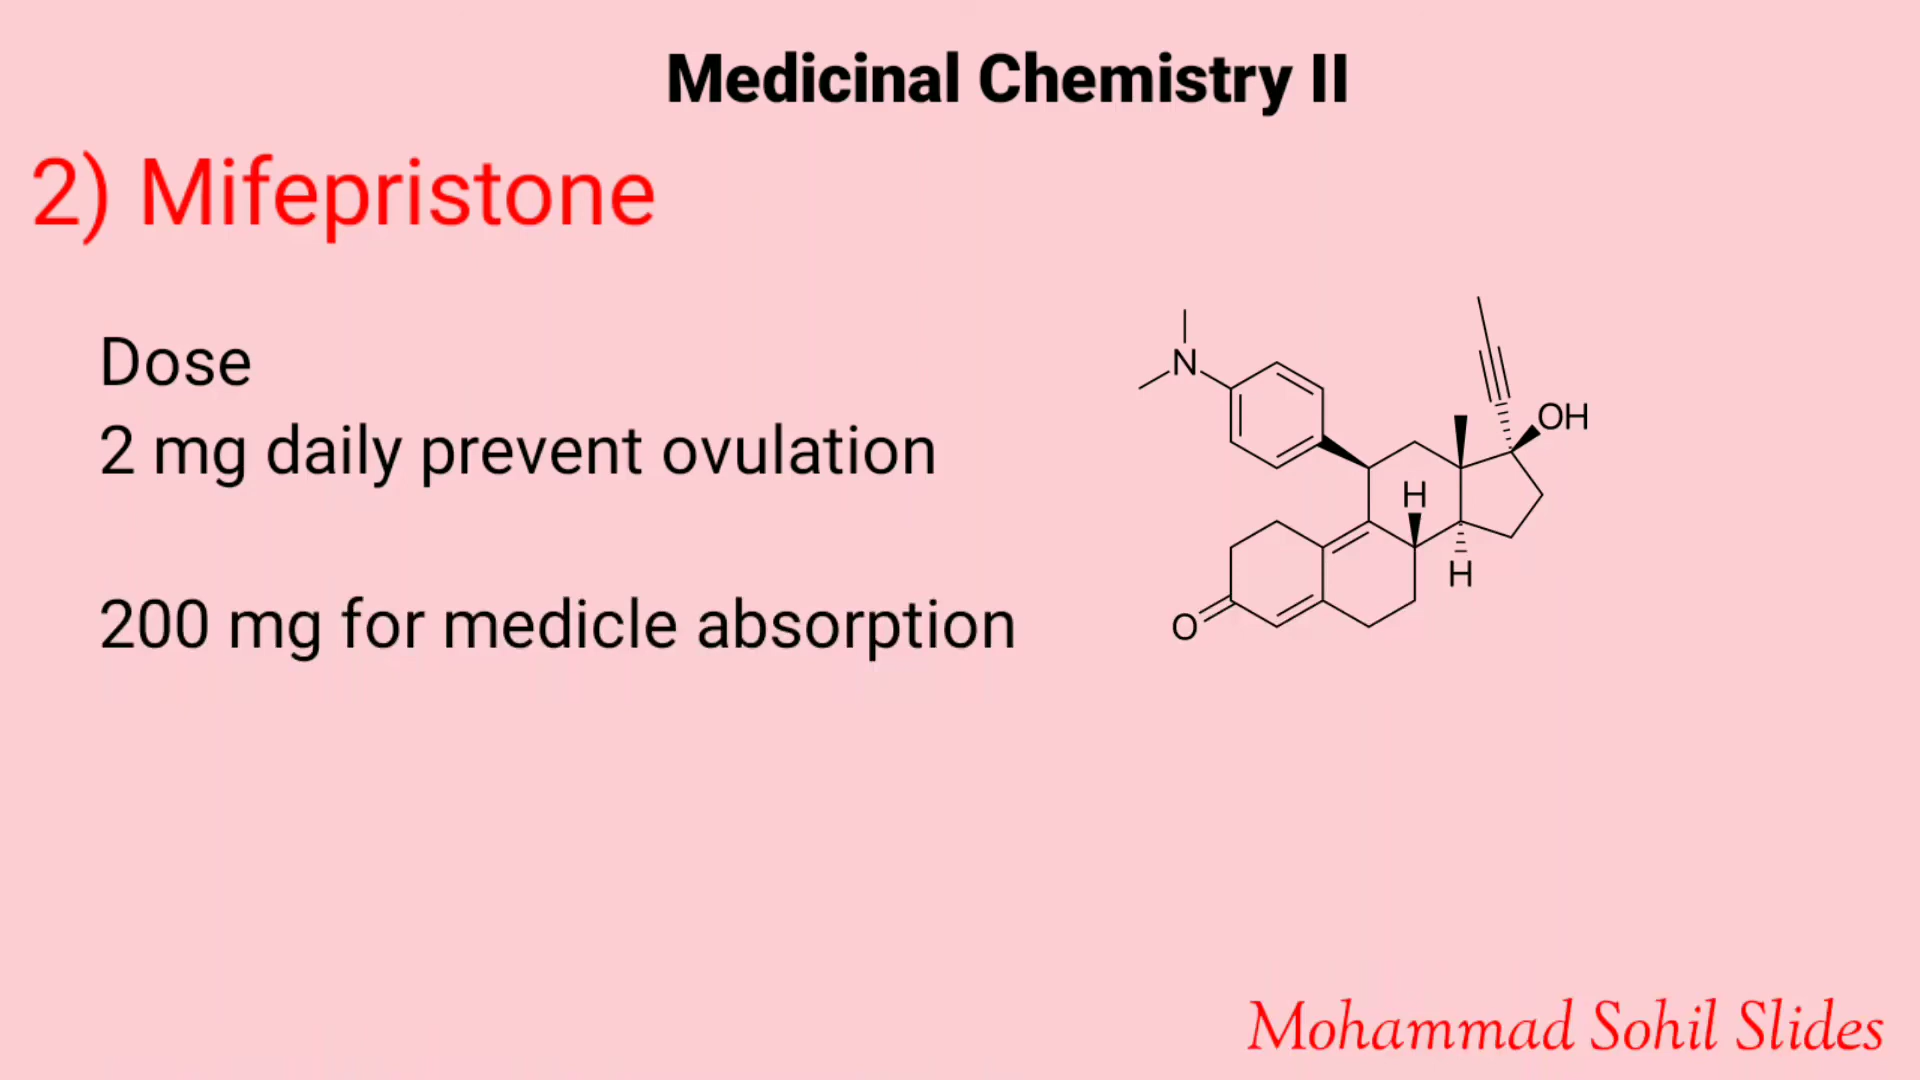 Medicinal Chemistry II
2) Mifepristone
Dose
2 mg daily prevent ovulation
200 mg for medicle absorption
N
OH
H
H
O
Mohammad Sohil Slides